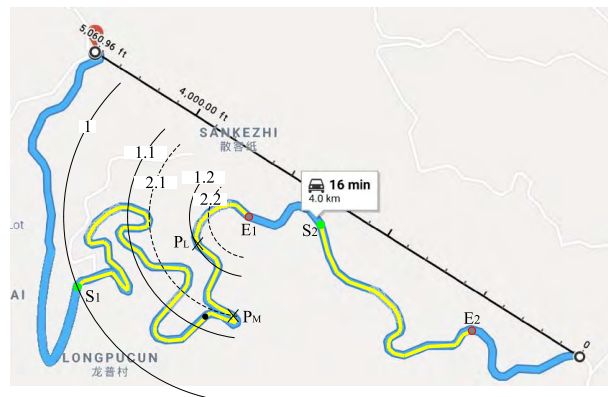 5,060.96 ft
4,000.00 ft
1
SANKEZHI
散客纸
1.1
2.1
1.2
2.2
16 min
4.0 km
Lot
E1
S2
PL
AI
S1
PM
E2
LONGPUCUN
龙普村
0